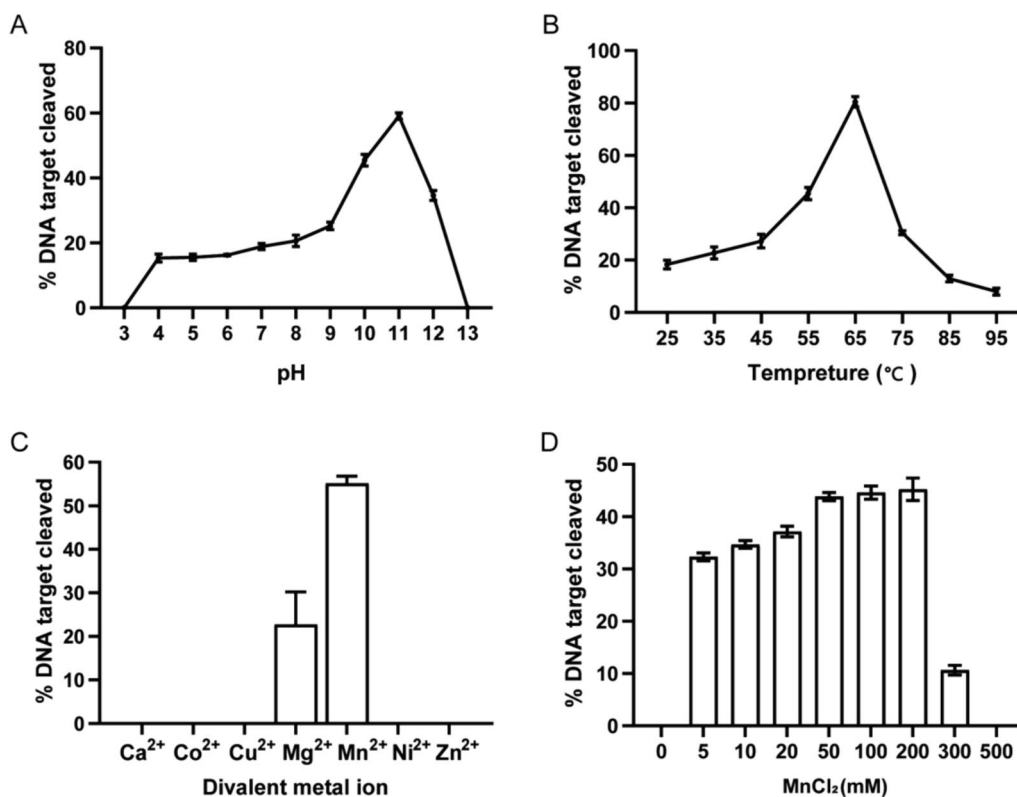 A
% DNA target cleaved
80
60
40
20
0
3 4 5 6 7 8 9 10 11 12 13
pH
B
% DNA target cleaved
100
80
60
40
20
0
25 35 45 55 65 75 85 95
Tempreture (℃)
C
% DNA target cleaved
60
50
40
30
20
10
0
Ca²⁺ Co²⁺ Cu²⁺ Mg²⁺ Mn²⁺ Ni²⁺ Zn²⁺
Divalent metal ion
D
% DNA target cleaved
50
40
30
20
10
0
0 5 10 20 50 100 200 300 500
MnCl₂(mM)